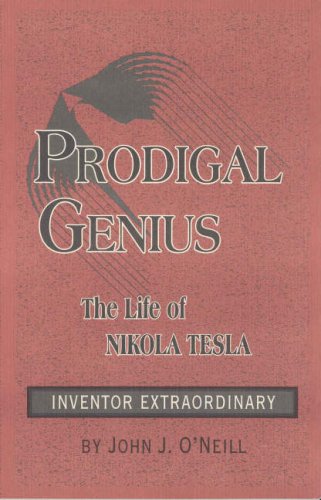 PRODIGAL
GENIUS
The Life of
NIKOLA TESLA
INVENTOR EXTRAORDINARY
BY JOHN J. O'NEILL